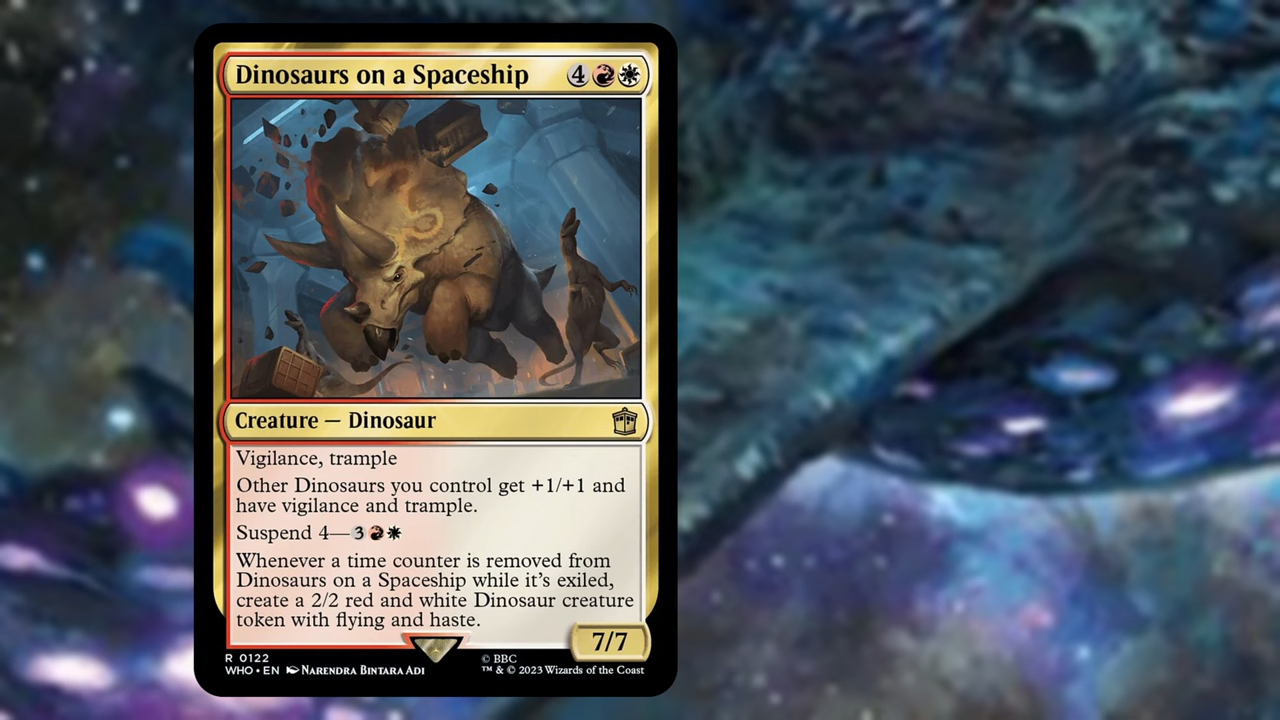 Dinosaurs on a Spaceship 4
Creature — Dinosaur
Vigilance, trample
Other Dinosaurs you control get +1/+1 and
have vigilance and trample.
Suspend 4—3
Whenever a time counter is removed from
Dinosaurs on a Spaceship while it's exiled,
create a 2/2 red and white Dinosaur creature
token with flying and haste.
7/7
R 0122
WHO • EN Narendra Bintara Adi
© BBC
™ & © 2023 Wizards of the Coast